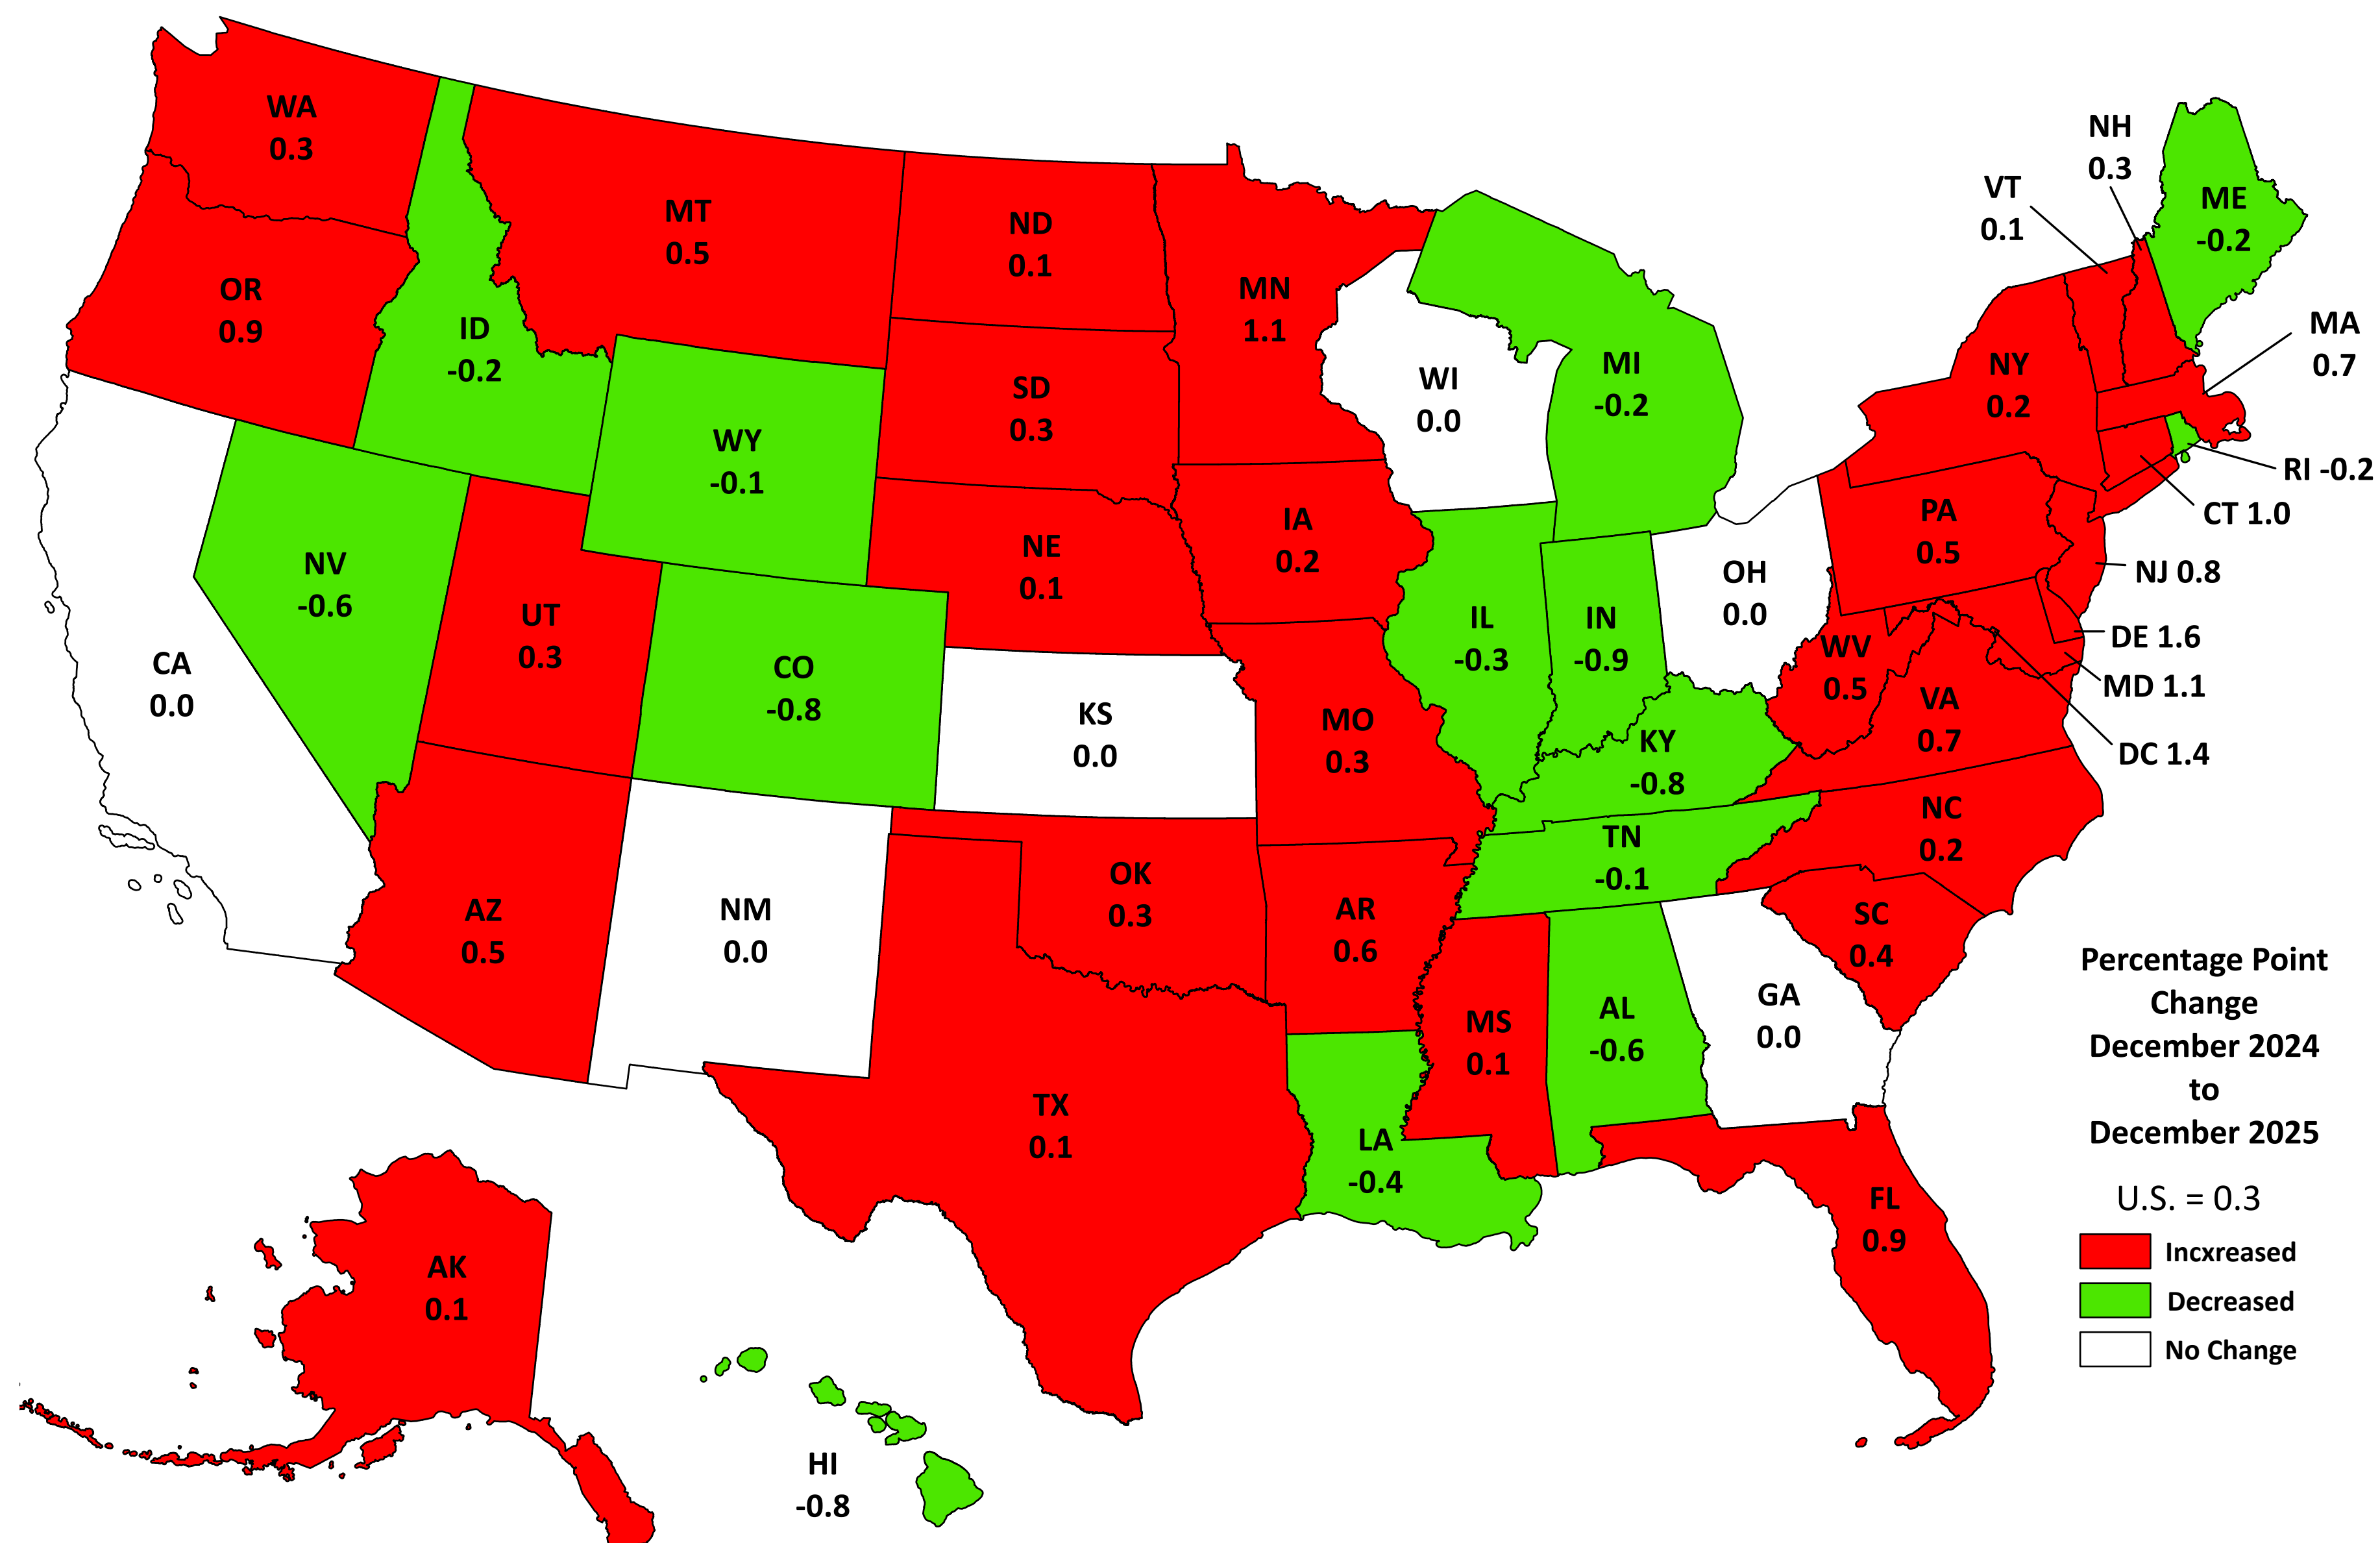 WA
0.3
OR
0.9
CA
0.0
ID
-0.2
NV
-0.6
MT
0.5
WY
-0.1
UT
0.3
CO
-0.8
AZ
0.5
NM
0.0
ND
0.1
SD
0.3
NE
0.1
KS
0.0
OK
0.3
TX
0.1
MN
1.1
IA
0.2
MO
0.3
AR
0.6
LA
-0.4
WI
0.0
IL
-0.3
MI
-0.2
IN
-0.9
OH
0.0
KY
-0.8
TN
-0.1
MS
0.1
AL
-0.6
GA
0.0
FL
0.9
SC
0.4
NC
0.2
VA
0.7
WV
0.5
PA
0.5
NY
0.2
VT
0.1
NH
0.3
ME
-0.2
MA
0.7
RI -0.2
CT 1.0
NJ 0.8
DE 1.6
MD 1.1
DC 1.4
AK
0.1
HI
-0.8
Percentage Point
Change
December 2024
to
December 2025
U.S. = 0.3
Incxreased
Decreased
No Change